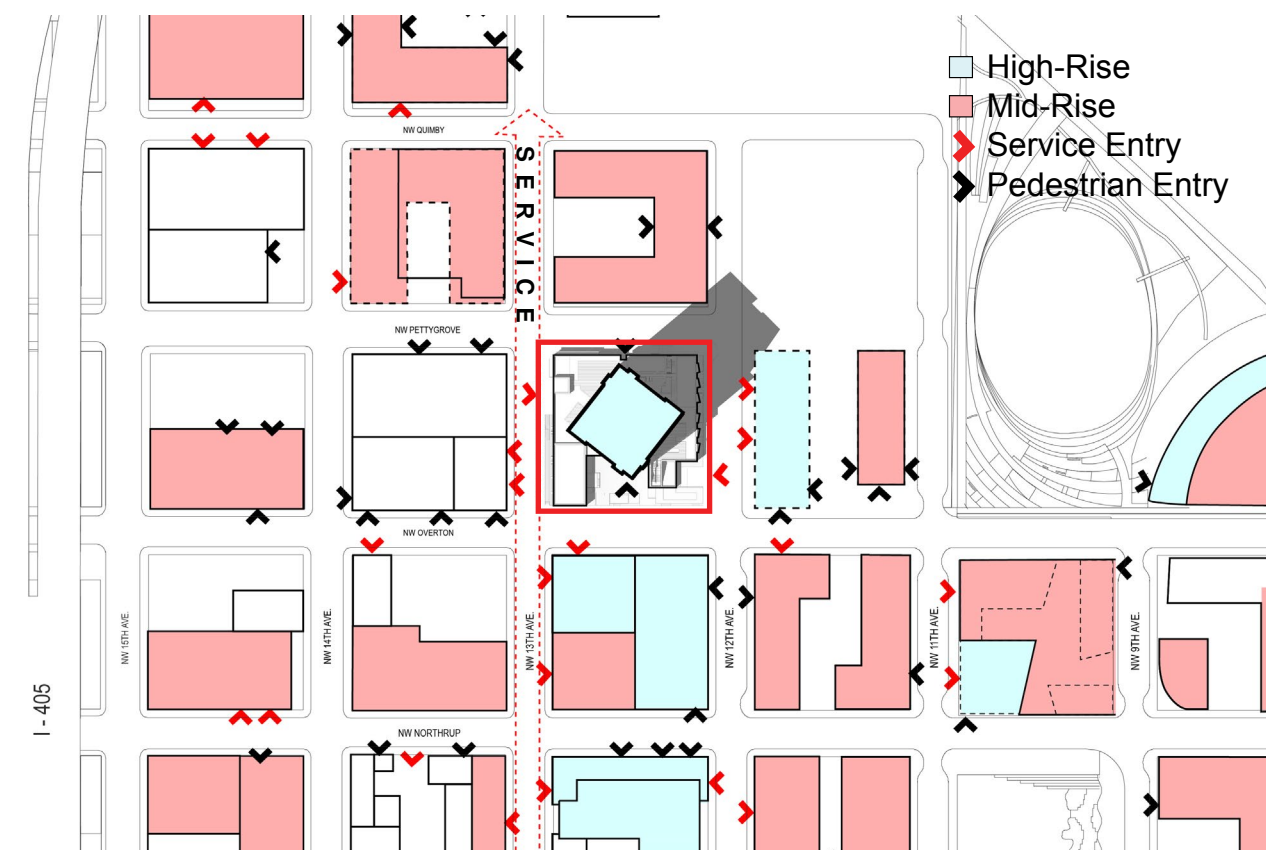 High-Rise
Mid-Rise
Service Entry
Pedestrian Entry
NW QUIMBY
SERVICE
NW PETTYGROVE
NW OVERTON
NW 15TH AVE.
NW 14TH AVE.
NW 13TH AVE.
NW 12TH AVE.
NW 11TH AVE.
NW 9TH AVE.
I - 405
NW NORTHRUP